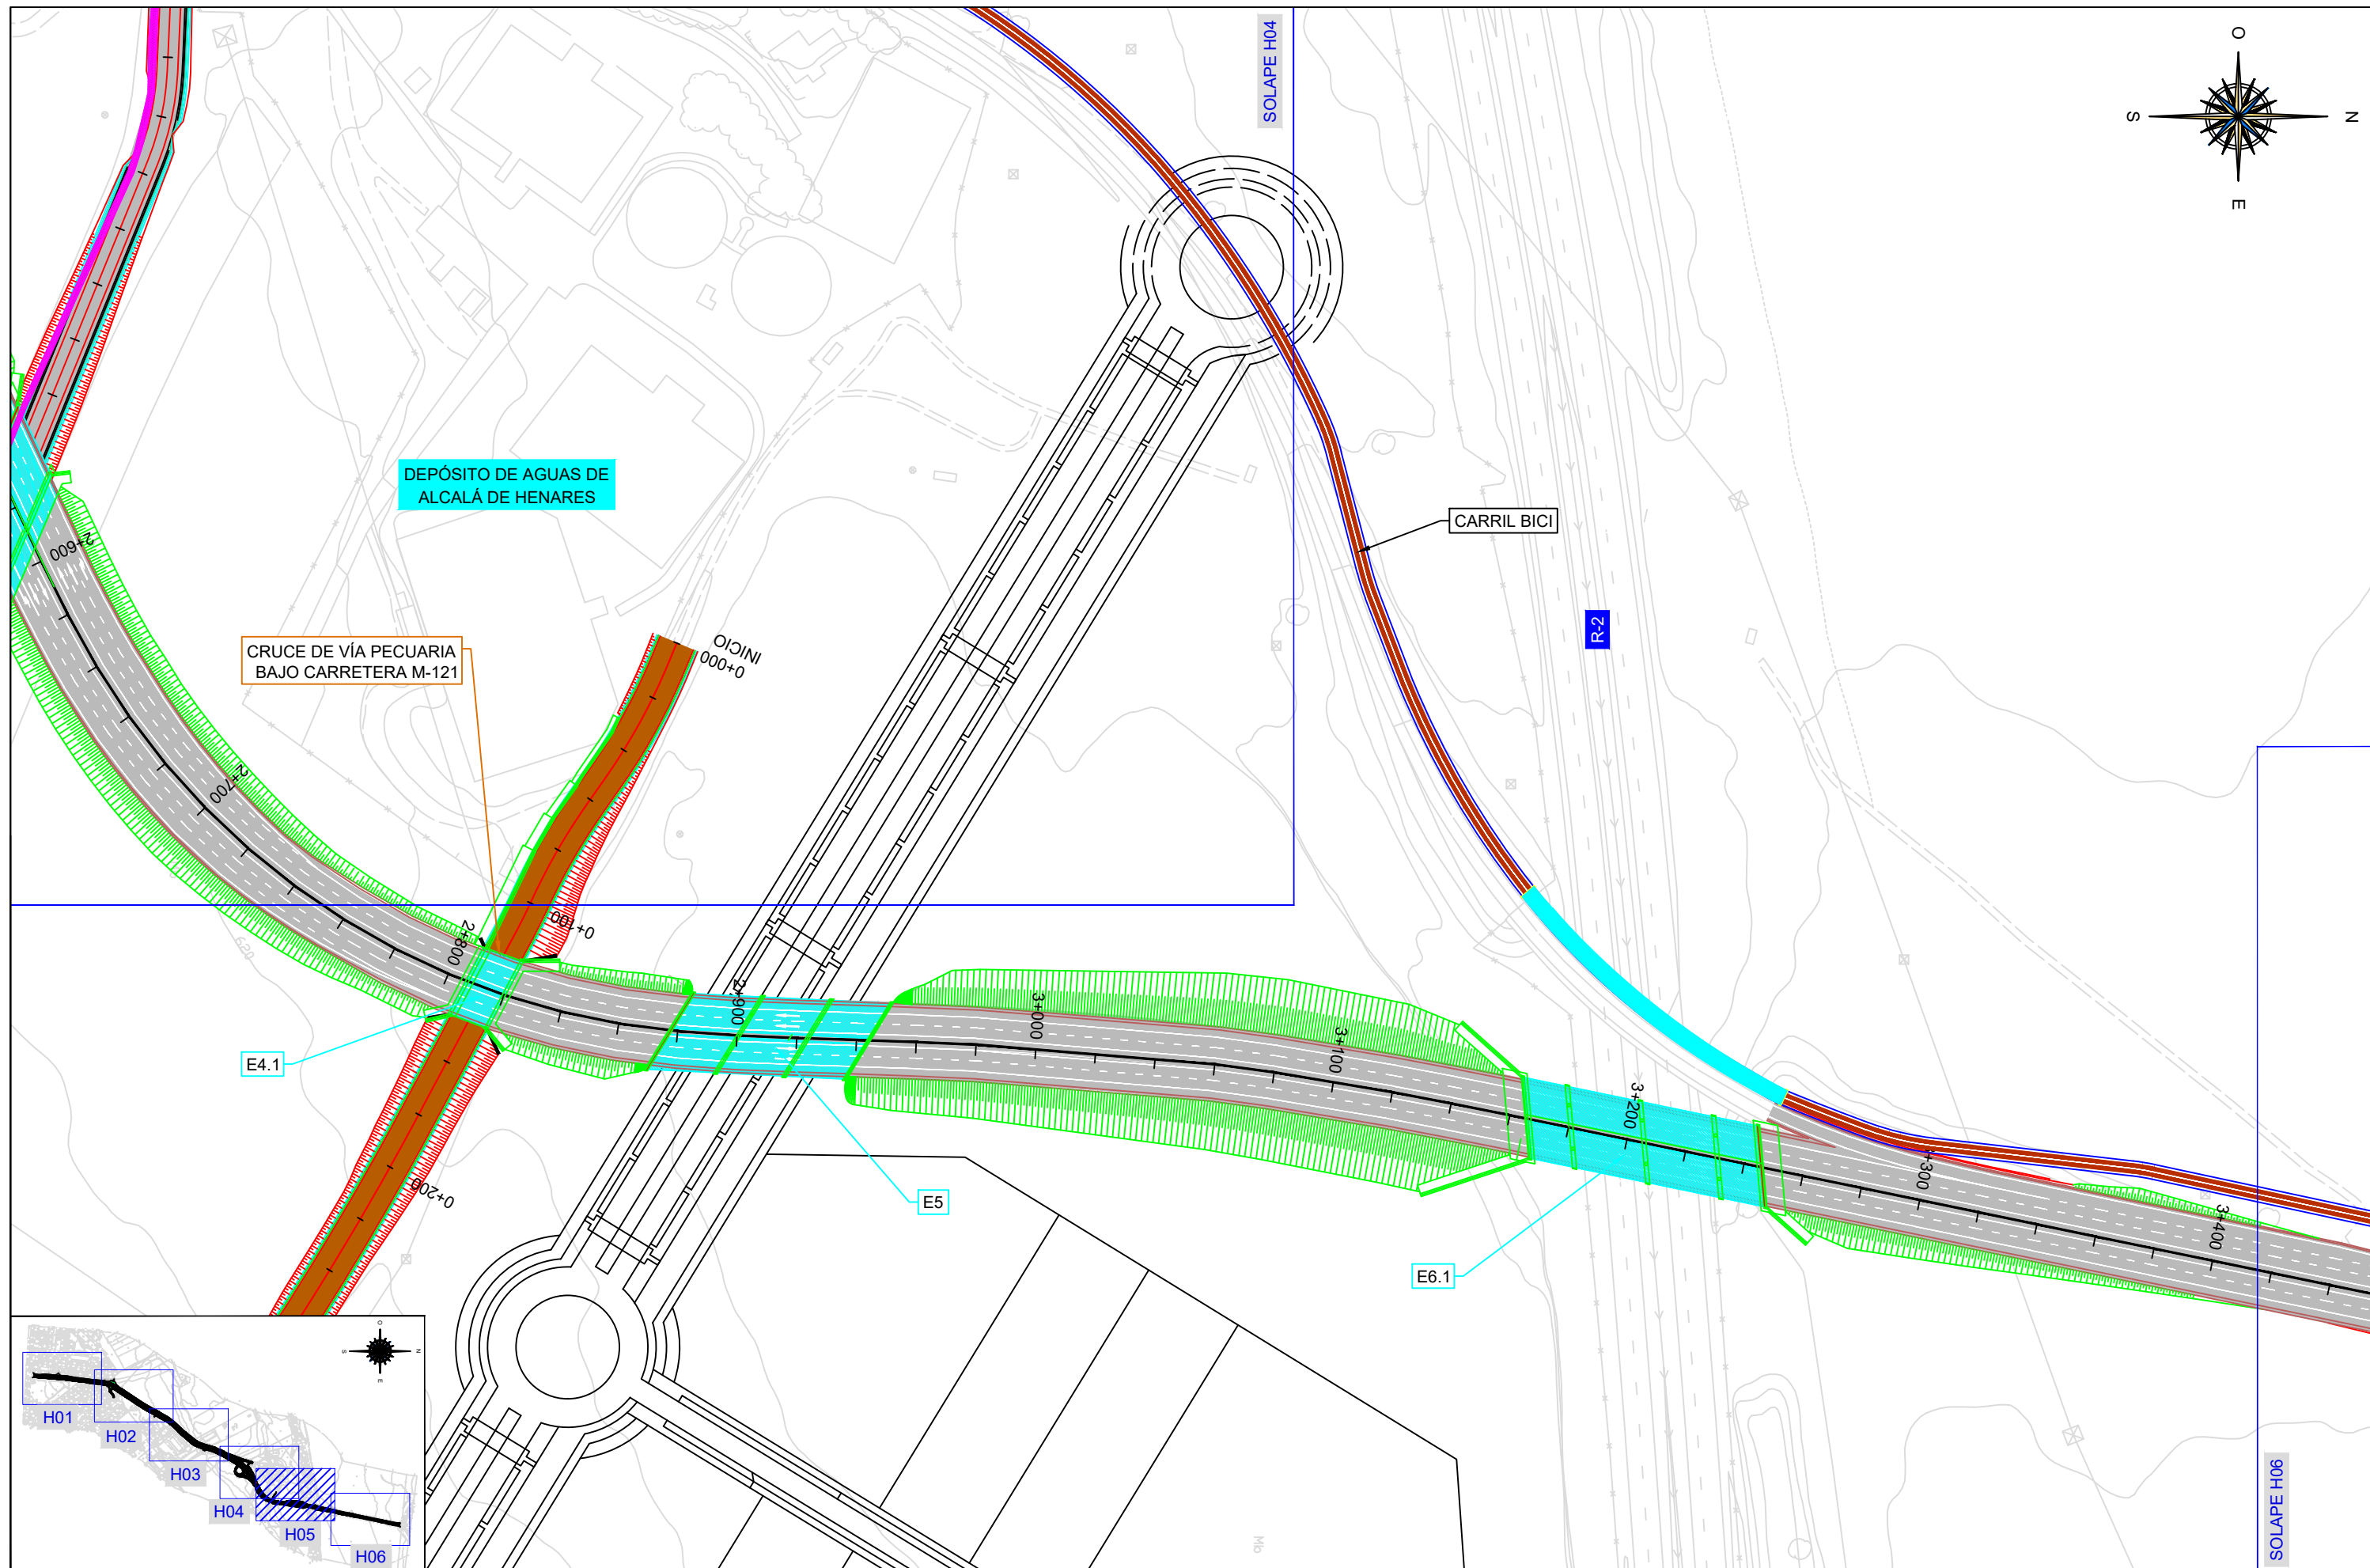 SOLAPE H04
O
S
N
E
DEPÓSITO DE AGUAS DE
ALCALÁ DE HENARES
CARRIL BICI
2+600
R-2
CRUCE DE VÍA PECUARIA
BAJO CARRETERA M-121
INICIO
0+000
2+700
0+100
2+800
620
2+900
3+000
3+100
3+200
E4.1
+300
0+200
E5
3+400
E6.1
O
S
N
E
H01
H02
H03
H04
H05
H06
SOLAPE H06
Mb